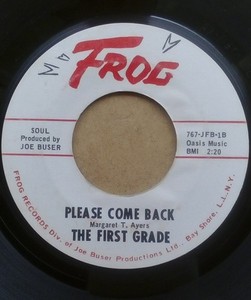 FROG
SOUL
Produced by
JOE BUSER
767-JFB-1B
Oasis Music
BMI 2:20
PLEASE COME BACK
Margaret T. Ayers
THE FIRST GRADE
FROG RECORDS Div. of Joe Buser Productions Ltd. Bay Shore, L.I., N.Y.